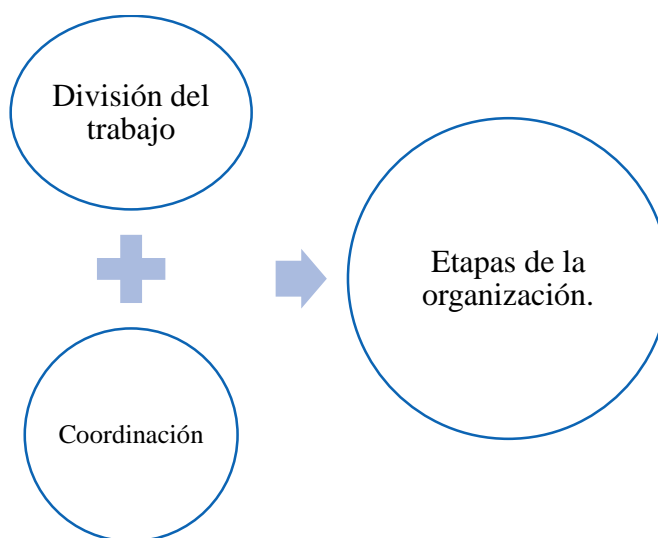 División del
trabajo
Coordinación
Etapas de la
organización.